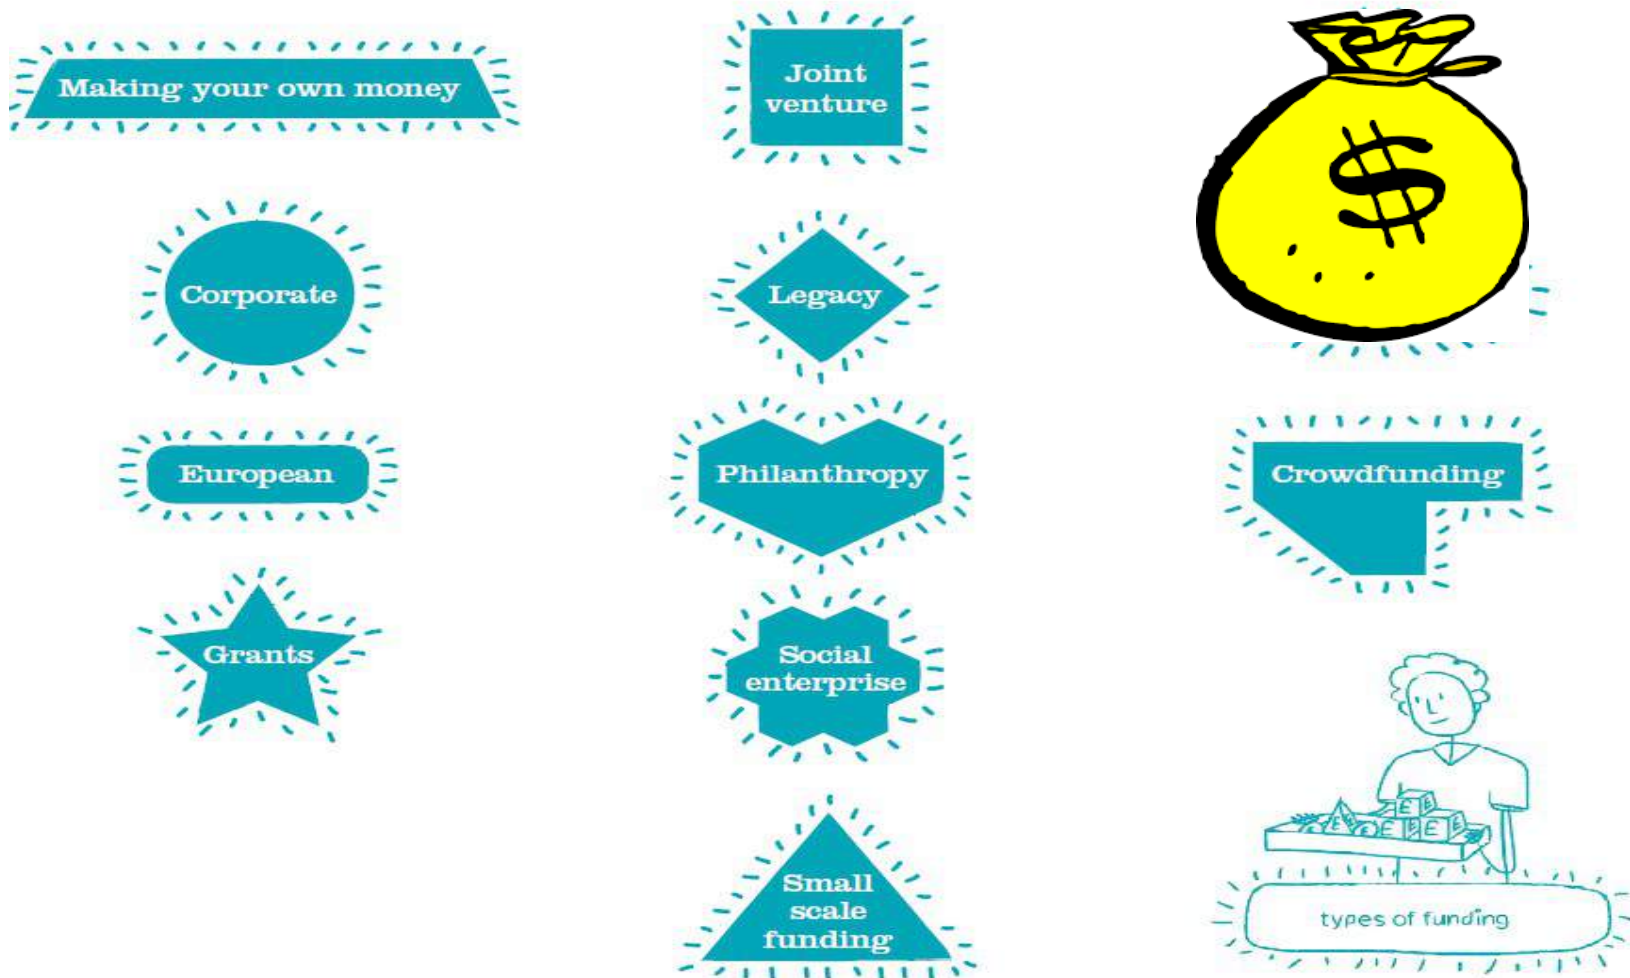 Making your own money
Joint
venture
$
Corporate
Legacy
European
Philanthropy
Crowdfunding
Grants
Social
enterprise
E E
E E E E E
Small
scale
funding
types of funding